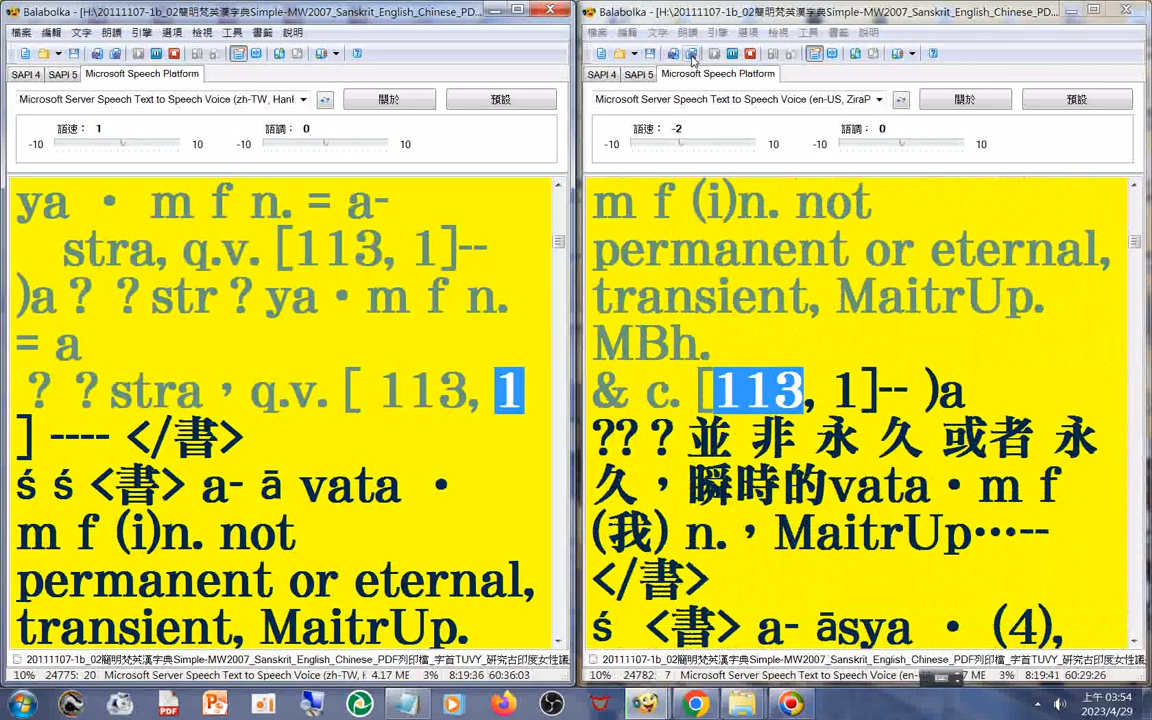 Balabolka - [H:\20111107-1b_02簡明梵英漢字典Simple-MW2007_Sanskrit_English_Chinese_PD...
檔案 編輯 文字 朗讀 引擎 選項 檢視 工具 書籤 說明
SAPI 4 SAPI 5 Microsoft Speech Platform
Microsoft Server Speech Text to Speech Voice (zh-TW, HanH
關於 預設
語速： 1 語調： 0
-10 10 -10 10
ya • m f n. = a-
stra, q.v. [113, 1]--
)a ? ? str ? ya • m f n.
= a
? ? stra，q.v. [ 113, 1
] ---- </書>
ś ś <書> a- ā vata •
m f (i)n. not
permanent or eternal,
transient, MaitrUp.
20111107-1b_02簡明梵英漢字典Simple-MW2007_Sanskrit_English_Chinese_PDF列印檔_字首TUVY_研究古印度女性議
10% 24775: 20 Microsoft Server Speech Text to Speech Voice (zh-TW, H 4.17 ME 3% 8:19:36 60:36:03
Balabolka - [H:\20111107-1b_02簡明梵英漢字典Simple-MW2007_Sanskrit_English_Chinese_PD...
檔案 編輯 文字 朗讀 引擎 選項 檢視 工具 書籤 說明
SAPI 4 SAPI 5 Microsoft Speech Platform
Microsoft Server Speech Text to Speech Voice (en-US, ZiraP
關於 預設
語速： -2 語調： 0
-10 10 -10 10
m f (i)n. not
permanent or eternal,
transient, MaitrUp.
MBh.
& c. [113, 1]-- )a
?? ? 並 非 永 久 或者 永
久，瞬時的vata • m f
(我) n.，MaitrUp…--
</書>
ś <書> a- āsya • (4),
20111107-1b_02簡明梵英漢字典Simple-MW2007_Sanskrit_English_Chinese_PDF列印檔_字首TUVY_研究古印度女性議
10% 24782: 7 Microsoft Server Speech Text to Speech Voice 3% 8:19:41 60:29:26
上午 03:54
2023/4/29